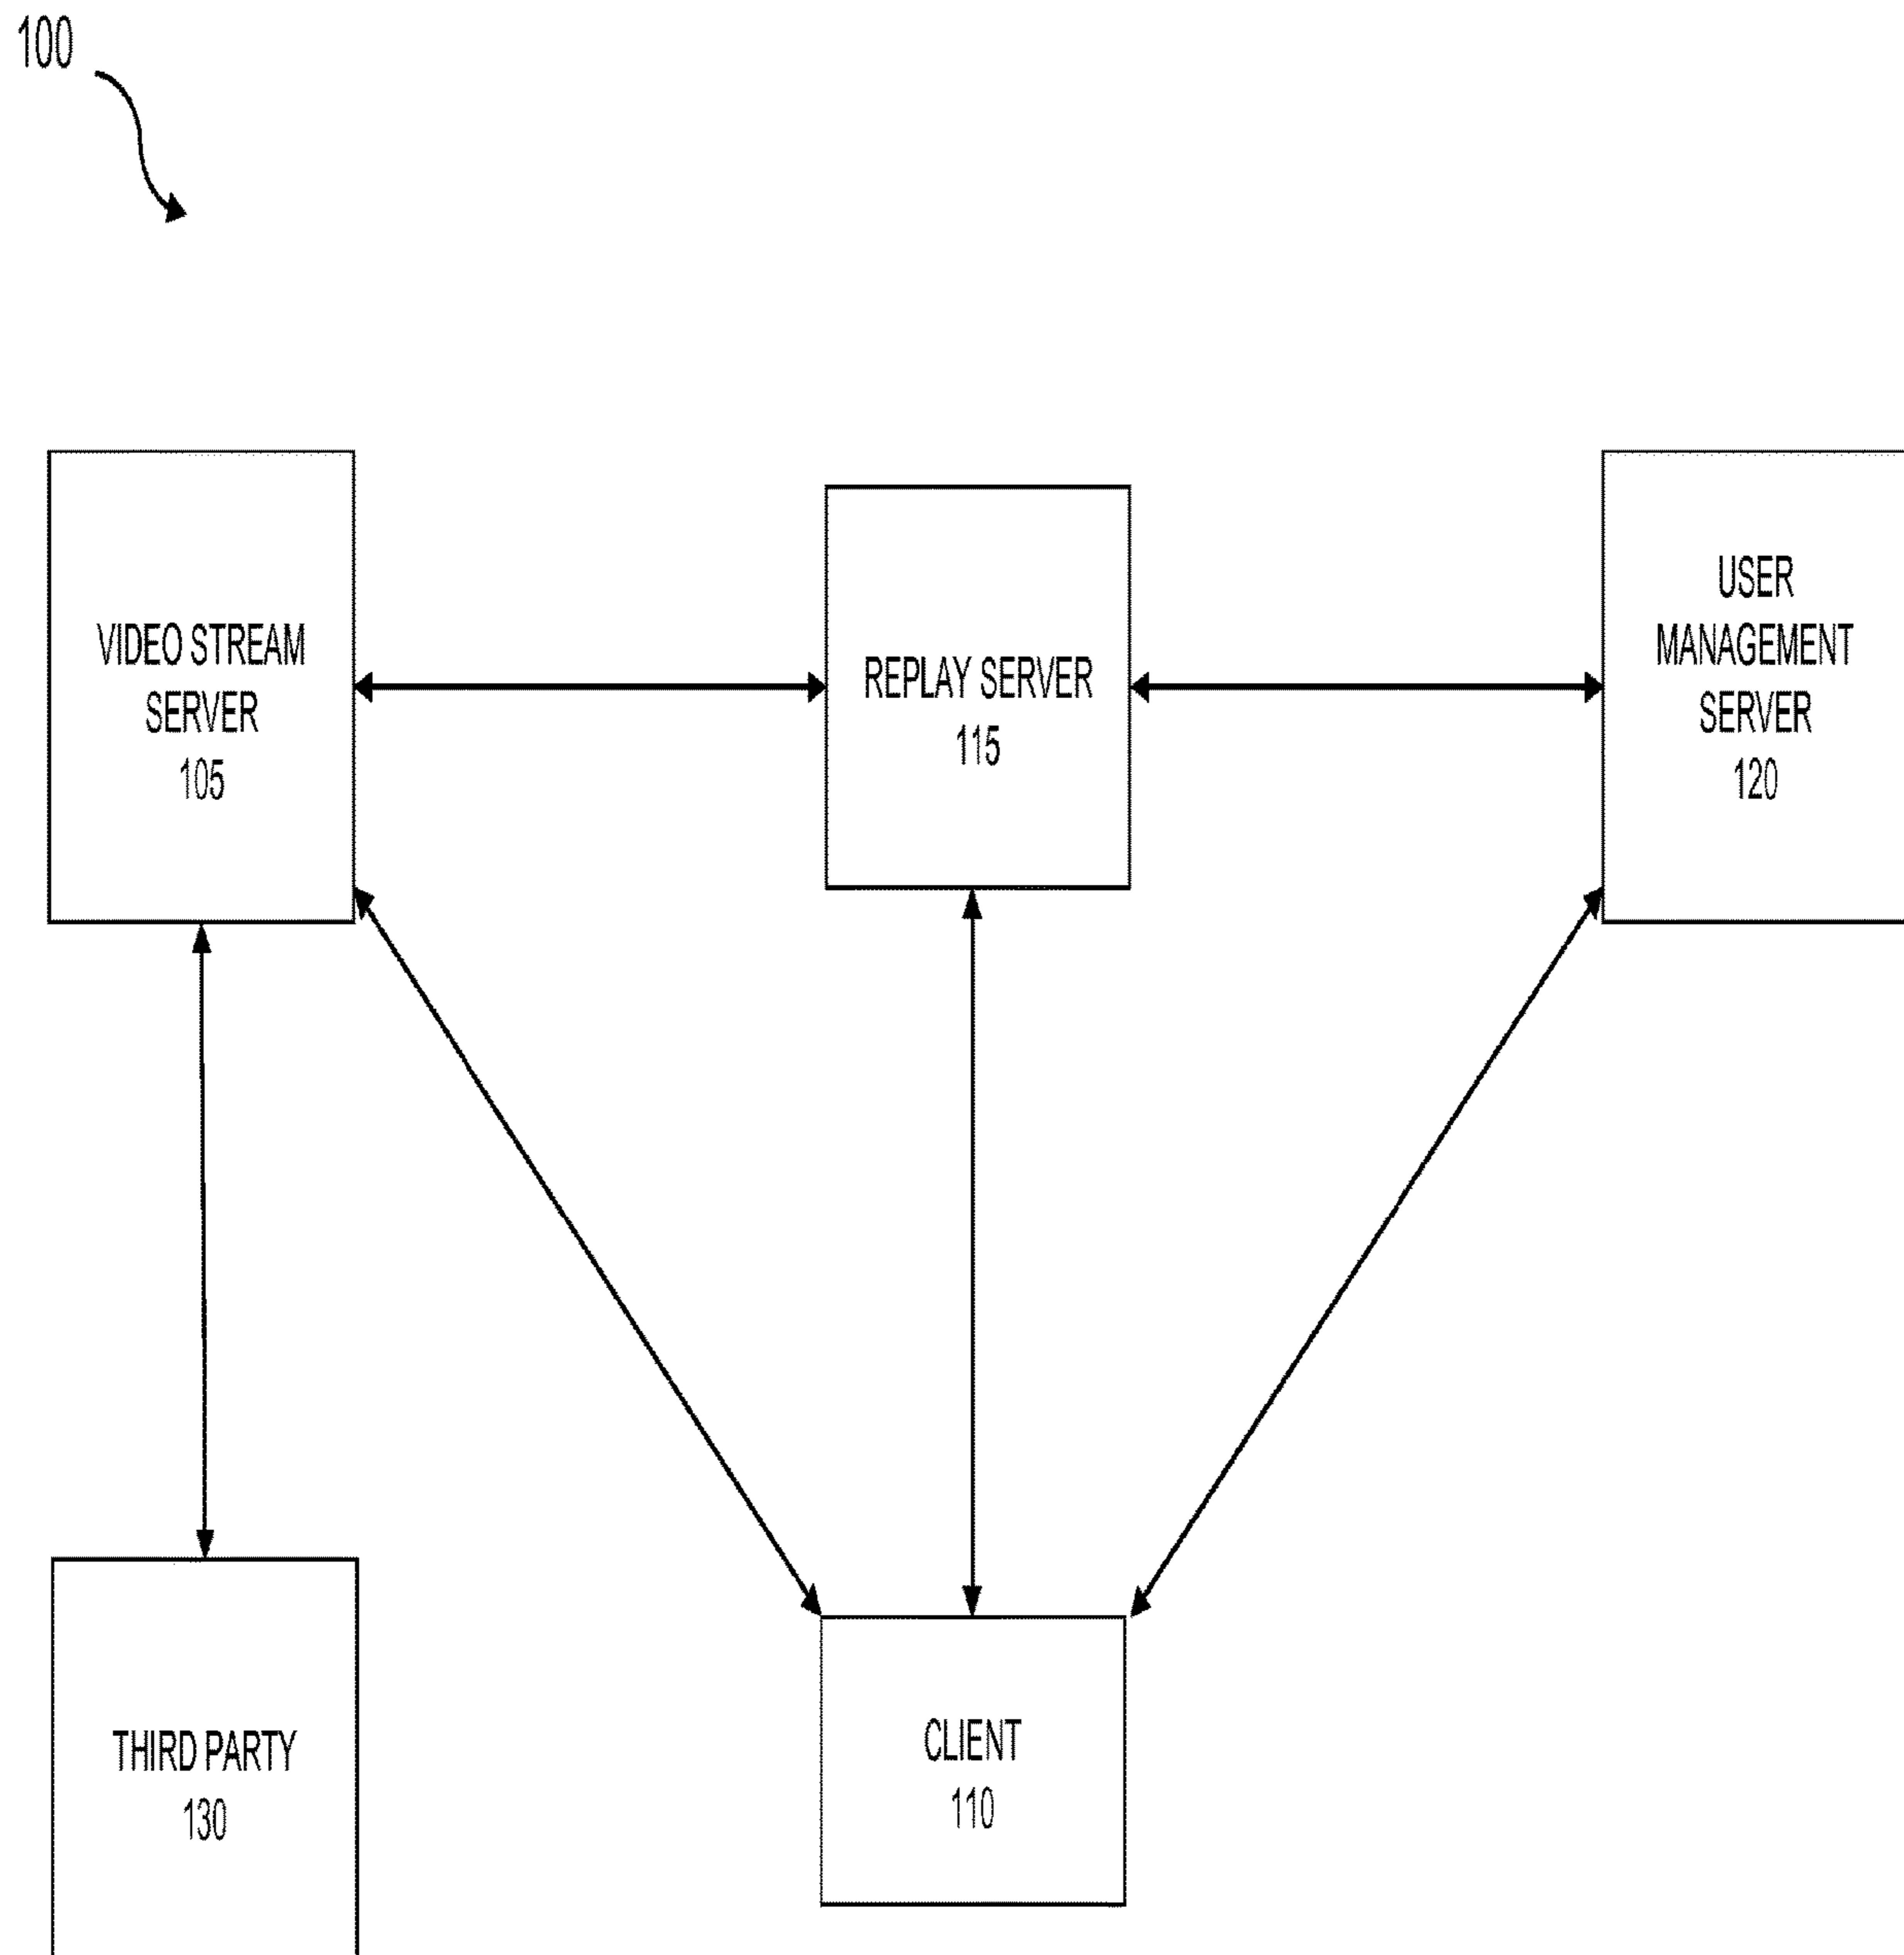 100
VIDEO STREAM
SERVER
105
REPLAY SERVER
115
USER
MANAGEMENT
SERVER
120
THIRD PARTY
130
CLIENT
110